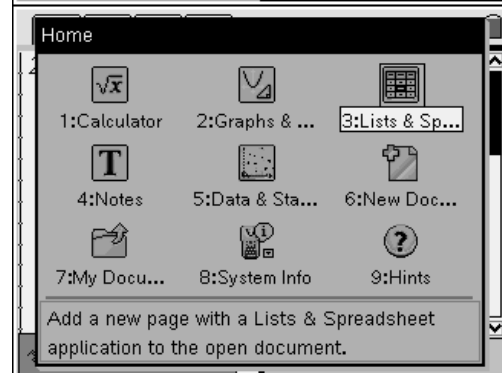 Home
1:Calculator
2:Graphs & ...
3:Lists & Sp...
4:Notes
5:Data & Sta...
6:New Doc...
7:My Docu...
8:System Info
9:Hints
Add a new page with a Lists & Spreadsheet
application to the open document.